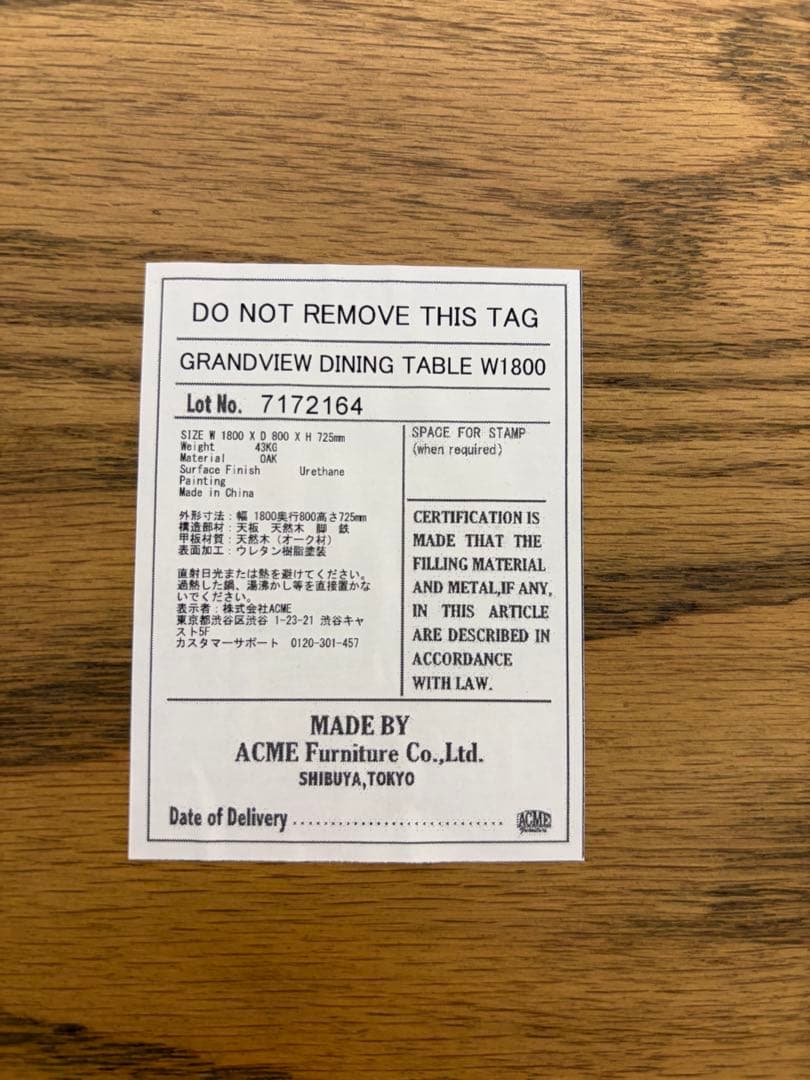 DO NOT REMOVE THIS TAG
GRANDVIEW DINING TABLE W1800
Lot No. 7172164
SIZE W 1800 X D 800 X H 725mm
Weight 43KG
Material OAK
Surface Finish Urethane
Painting
Made in China
外形寸法：幅 1800奥行800高さ725mm
構造部材：天板 天然木 脚 鉄
甲板材質：天然木（オーク材）
表面加工：ウレタン樹脂塗装
直射日光または熱を避けてください。
過熱した鍋、湯沸かし等を直接置かな
いでください。
表示者：株式会社ACME
東京都渋谷区渋谷 1-23-21 渋谷キャ
スト5F
カスタマーサポート 0120-301-457
SPACE FOR STAMP
(when required)
CERTIFICATION IS
MADE THAT THE
FILLING MATERIAL
AND METAL,IF ANY,
IN THIS ARTICLE
ARE DESCRIBED IN
ACCORDANCE
WITH LAW.
MADE BY
ACME Furniture Co.,Ltd.
SHIBUYA,TOKYO
Date of Delivery ............................
ACME
Furniture